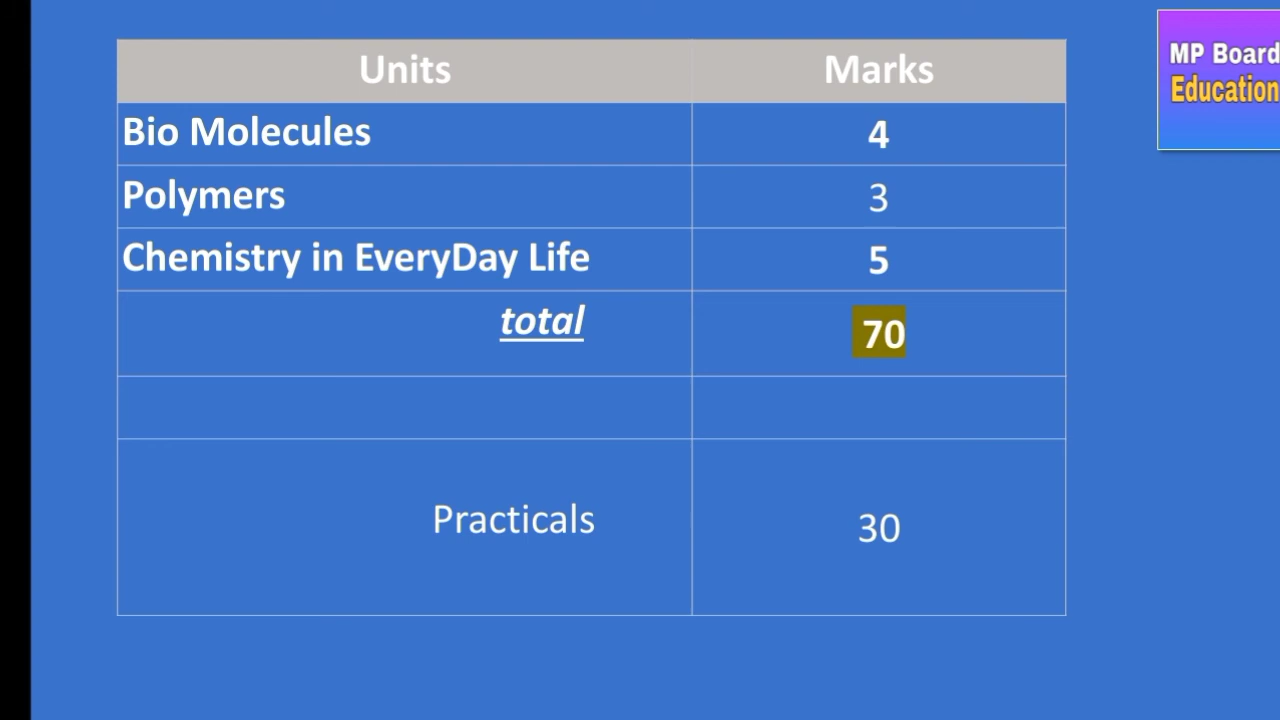 Units Marks
Bio Molecules 4
Polymers 3
Chemistry in EveryDay Life 5
total 70
Practicals 30
MP Board
Education